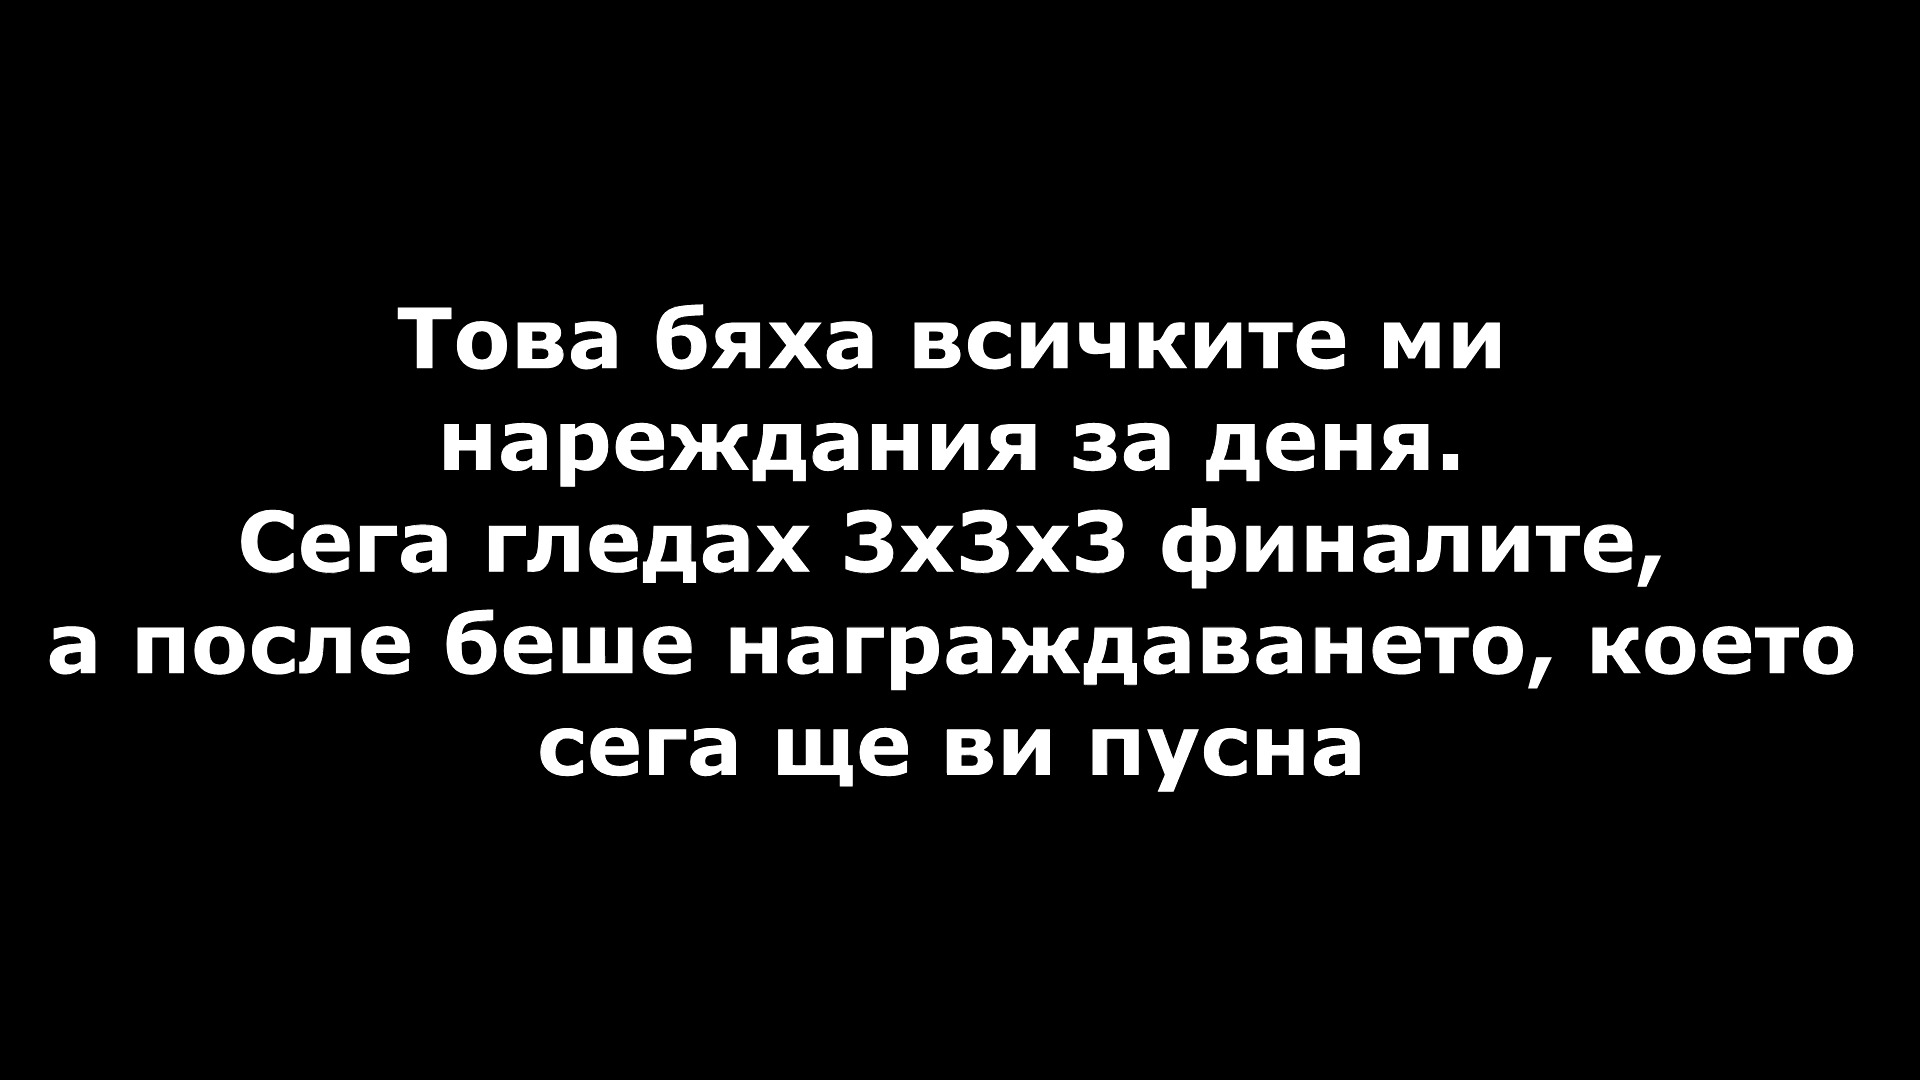 Това бяха всичките ми
нареждания за деня.
Сега гледах 3x3x3 финалите,
а после беше награждаването, което
сега ще ви пусна